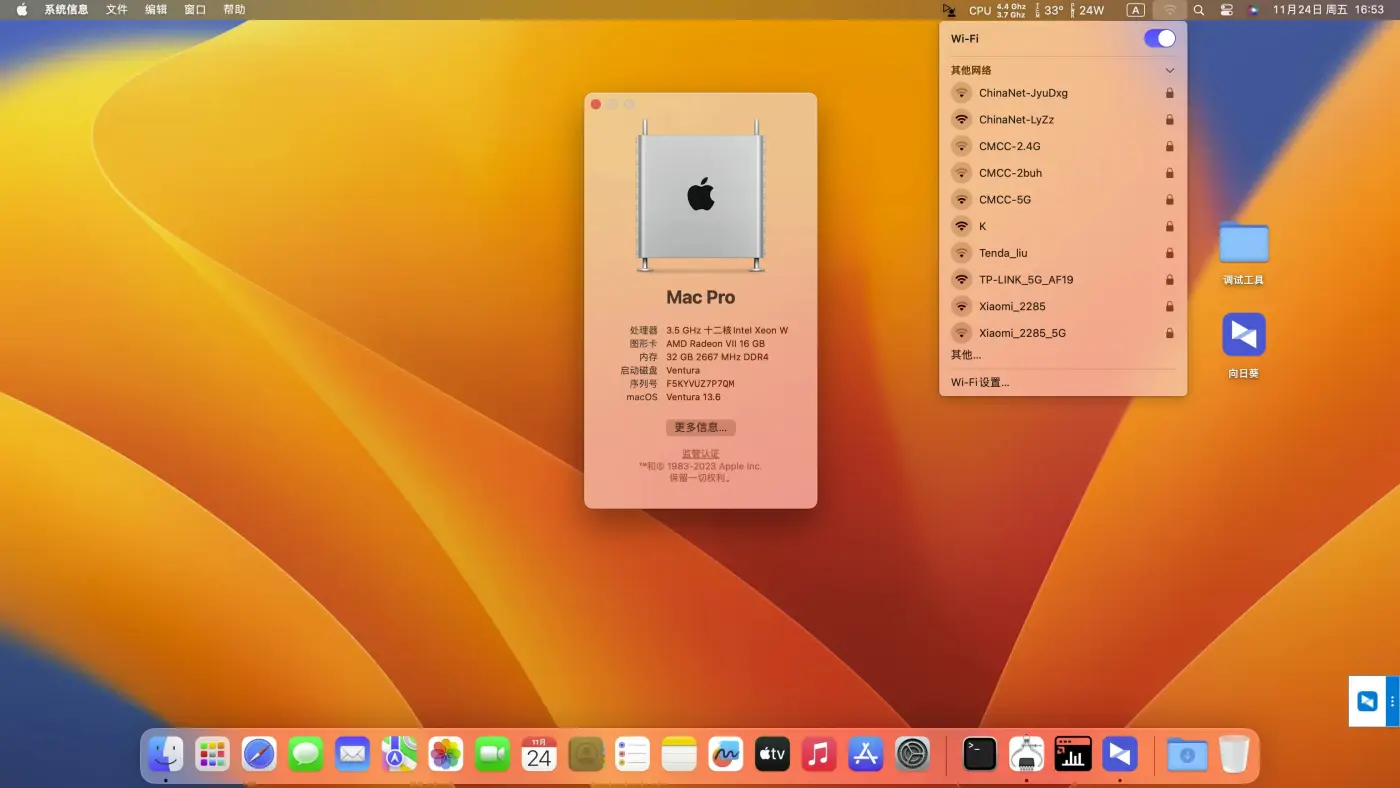 系统信息 文件 编辑 窗口 帮助
CPU 4.4 Ghz 3.7 Ghz 33° 24W A 11月24日 周五 16:53
Wi-Fi
其他网络
ChinaNet-JyuDxg
ChinaNet-LyZz
CMCC-2.4G
CMCC-2buh
CMCC-5G
K
Tenda_liu
TP-LINK_5G_AF19
Xiaomi_2285
Xiaomi_2285_5G
其他...
Wi-Fi设置...
Mac Pro
处理器 3.5 GHz 十二核Intel Xeon W
图形卡 AMD Radeon VII 16 GB
内存 32 GB 2667 MHz DDR4
启动磁盘 Ventura
序列号 F5KYVUZ7P7QM
macOS Ventura 13.6
更多信息...
监管认证
™和© 1983-2023 Apple Inc.
保留一切权利。
调试工具
向日葵
11月
24
tv
>_